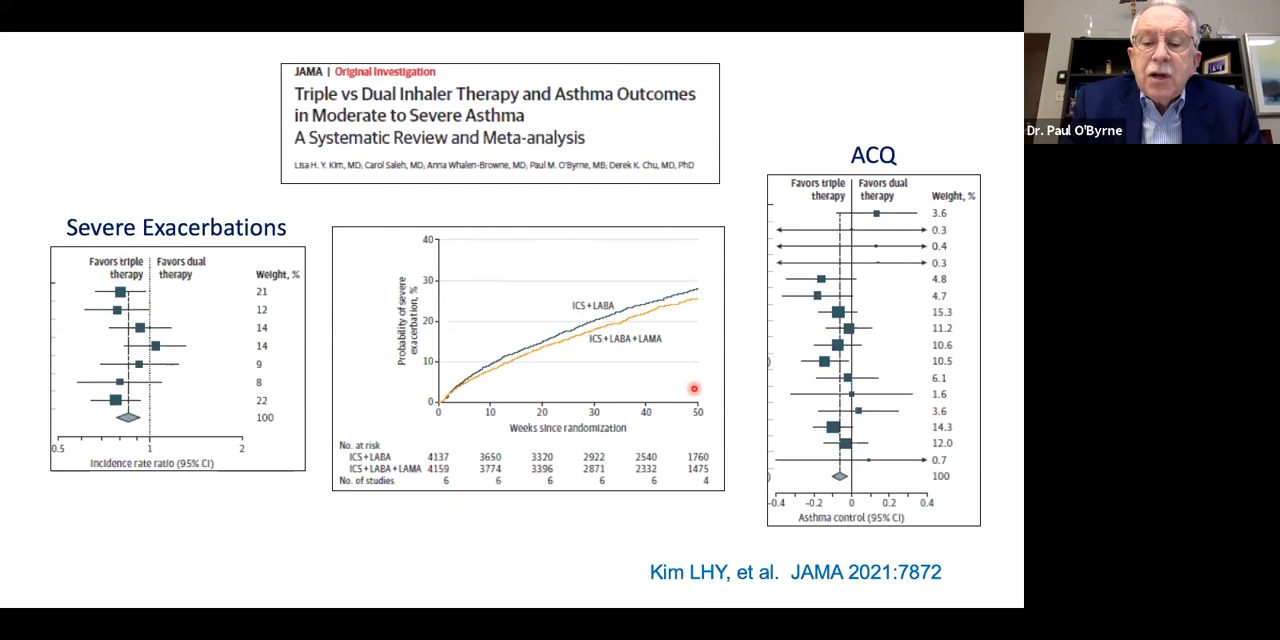 JAMA | Original Investigation
Triple vs Dual Inhaler Therapy and Asthma Outcomes
in Moderate to Severe Asthma
A Systematic Review and Meta-analysis
Lisa H. Y. Kim, MD; Carol Saleh, MD; Anna Whalen-Browne, MD; Paul M. O'Byrne, MB; Derek K. Chu, MD, PhD
Dr. Paul O'Byrne
Severe Exacerbations
Favors triple Favors dual
therapy therapy Weight, %
21
12
14
14
9
8
22
100
0.5 1 2
Incidence rate ratio (95% CI)
Probability of severe
exacerbation, %
40
30
20
10
0
ICS + LABA
ICS + LABA + LAMA
0 10 20 30 40 50
Weeks since randomization
No. at risk
ICS + LABA 4137 3650 3320 2922 2540 1760
ICS + LABA + LAMA 4159 3774 3396 2871 2332 1475
No. of studies 6 6 6 6 6 4
ACQ
Favors triple Favors dual
therapy therapy Weight, %
3.6
0.3
0.4
0.3
4.8
4.7
15.3
11.2
10.6
10.5
6.1
1.6
3.6
14.3
12.0
0.7
100
-0.4 -0.2 0 0.2 0.4
Asthma control (95% CI)
Kim LHY, et al. JAMA 2021:7872